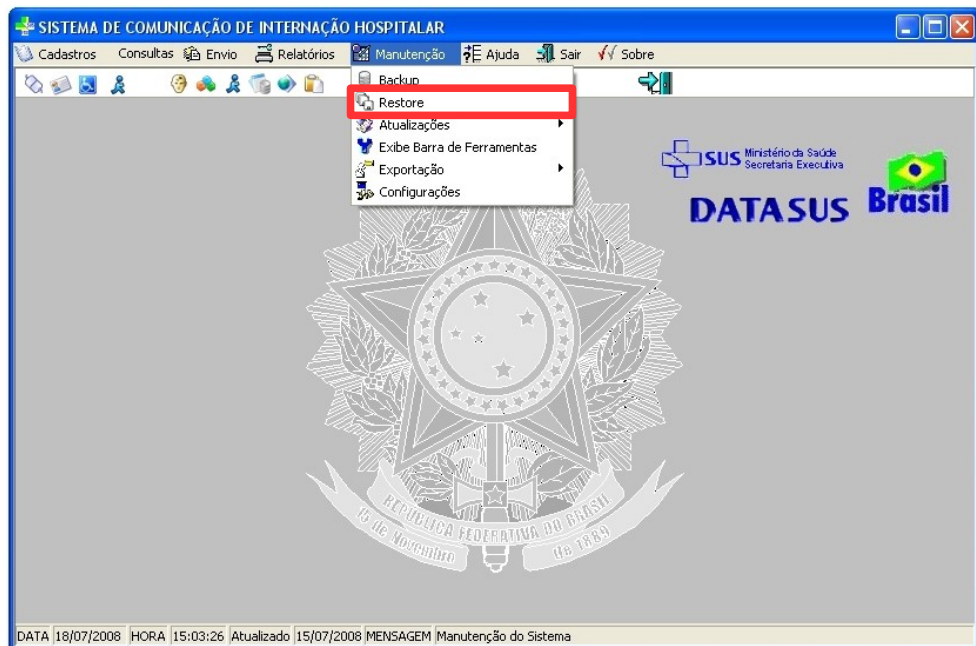 SISTEMA DE COMUNICAÇÃO DE INTERNAÇÃO HOSPITALAR
Cadastros Consultas Envio Relatórios Manutenção Ajuda Sair Sobre
Backup
Restore
Atualizações
Exibe Barra de Ferramentas
Exportação
Configurações
SUS Ministério da Saúde
Secretaria Executiva
DATASUS
Brasil
REPÚBLICA FEDERATIVA DO BRASIL
15 de Novembro de 1889
DATA 18/07/2008 HORA 15:03:26 Atualizado 15/07/2008 MENSAGEM Manutenção do Sistema